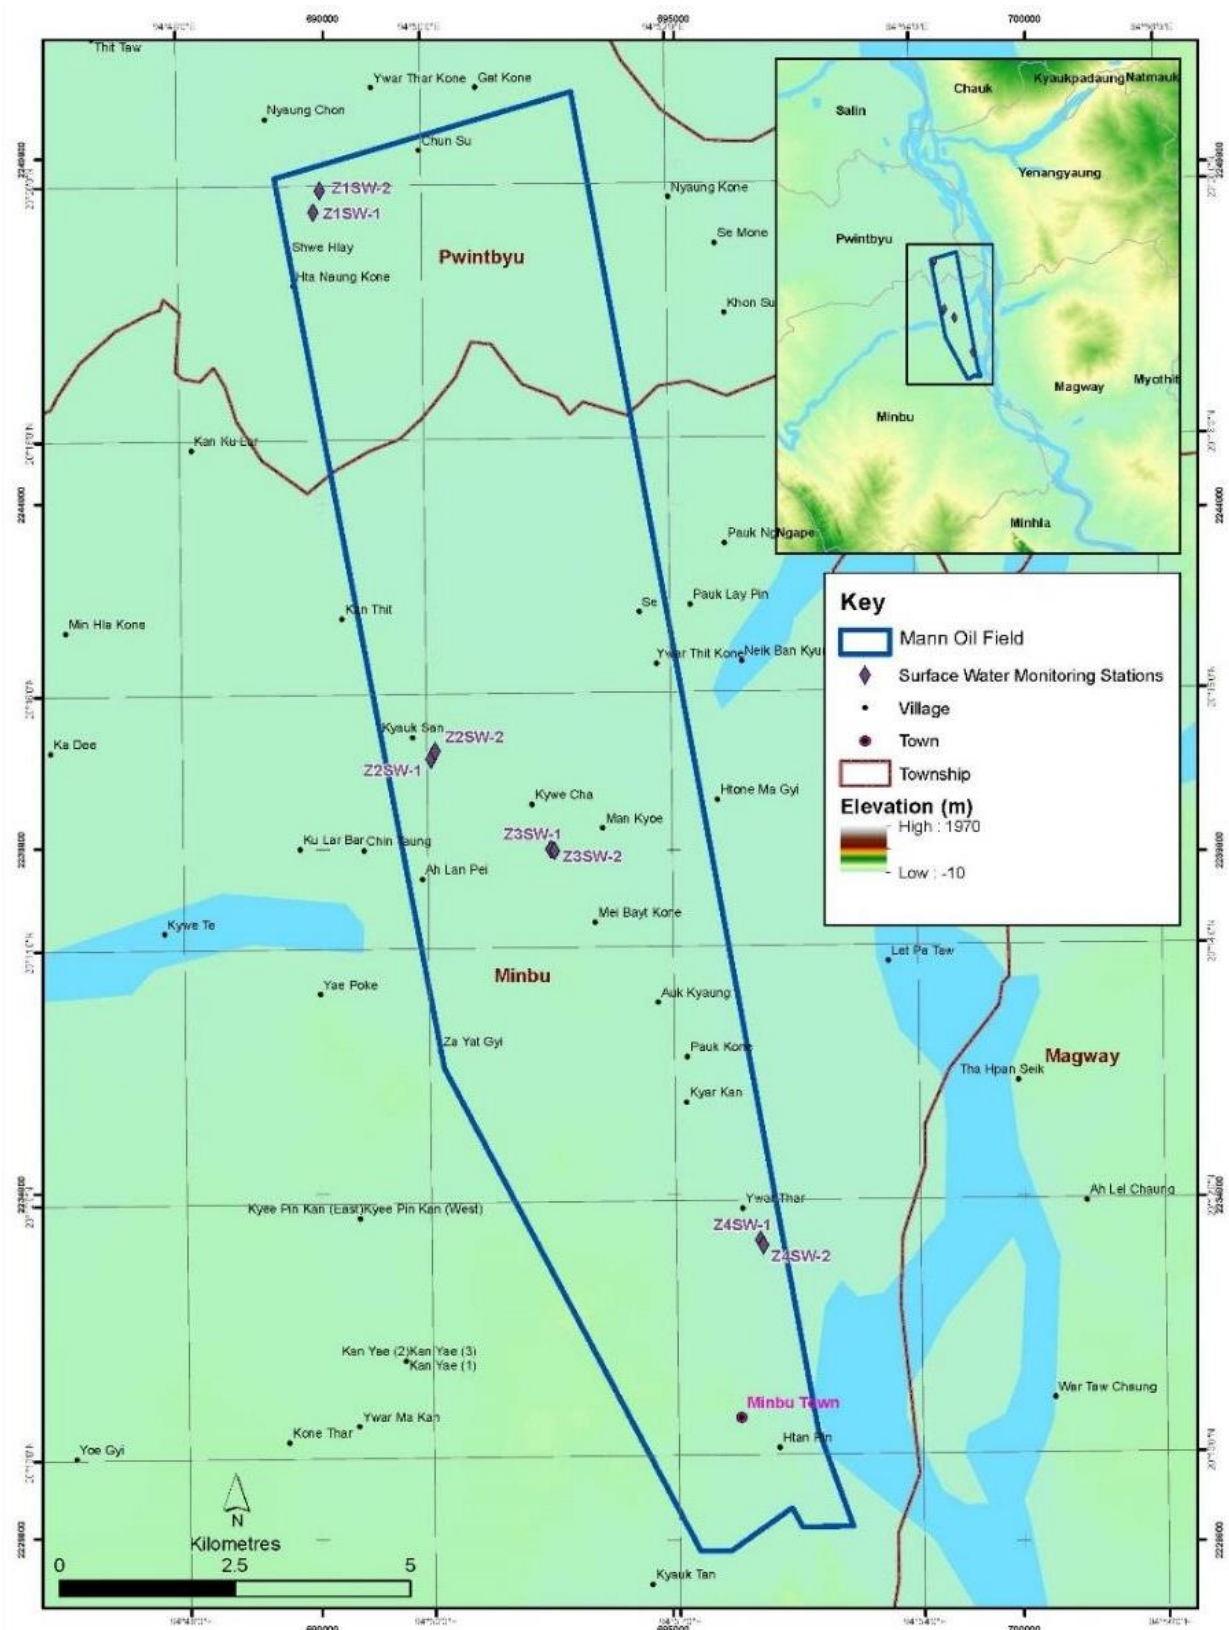 690000 695000 700000
Thit Taw
Ywar Thar Kone Gat Kone
Nyaung Chon
Chun Su
Z1SW-2
Z1SW-1
Nyaung Kone
Shwe Hlay
Se Mone
Pwintbyu
Hta Naung Kone
Khon Su
Kan Ku Lar
Pauk Ng
Kan Thit
Se
Pauk Lay Pin
Min Hla Kone
Ywar Thit Kone
Neik Ban Kyu
Kyauk San
Z2SW-2
Ka Dee
Z2SW-1
Kywe Cha
Htone Ma Gyi
Man Kyoe
Z3SW-1
Ku Lar Bar
Chin Taung
Z3SW-2
Ah Lan Pei
Mei Bayt Kone
Kywe Te
Let Pa Taw
Minbu
Yae Poke
Auk Kyaung
Za Yat Gyi
Pauk Kone
Magway
Tha Hpan Seik
Kyar Kan
Ah Lel Chaung
Ywar Thar
Kyee Pin Kan (East)
Kyee Pin Kan (West)
Z4SW-1
Z4SW-2
Kan Yae (2)
Kan Yae (3)
Kan Yae (1)
War Taw Chaung
Minbu Town
Ywar Ma Kan
Kone Thar
Htan Pin
Yoe Gyi
Kyauk Tan
N
Kilometres
0 2.5 5
Chauk
Kyaukpadaung
Natmauk
Salin
Yenangyaung
Pwintbyu
Magway
Myothit
Minbu
Minhla
Ngape
Key
Mann Oil Field
Surface Water Monitoring Stations
Village
Town
Township
Elevation (m)
High : 1970
Low : -10
2244000
2234000
690000 695000 700000